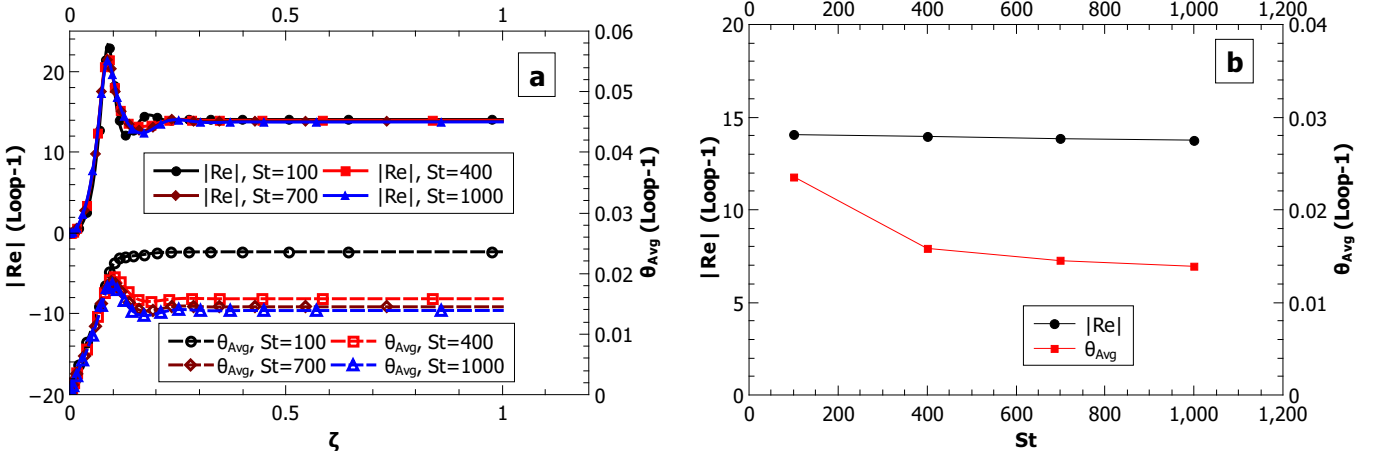 0 0.5 1
0.06
20
0.05
10
0.04
0
0.03
−10
0.02
0.01
−20
0
0 0.5 1
ζ
|Re| (Loop-1)
θAvg (Loop-1)
a
|Re|, St=100 |Re|, St=400
|Re|, St=700 |Re|, St=1000
θAvg, St=100 θAvg, St=400
θAvg, St=700 θAvg, St=1000
0 200 400 600 800 1,000 1,200
20 0.04
15 0.03
10 0.02
5 0.01
0 0
0 200 400 600 800 1,000 1,200
St
|Re| (Loop-1)
θAvg (Loop-1)
b
|Re|
θAvg